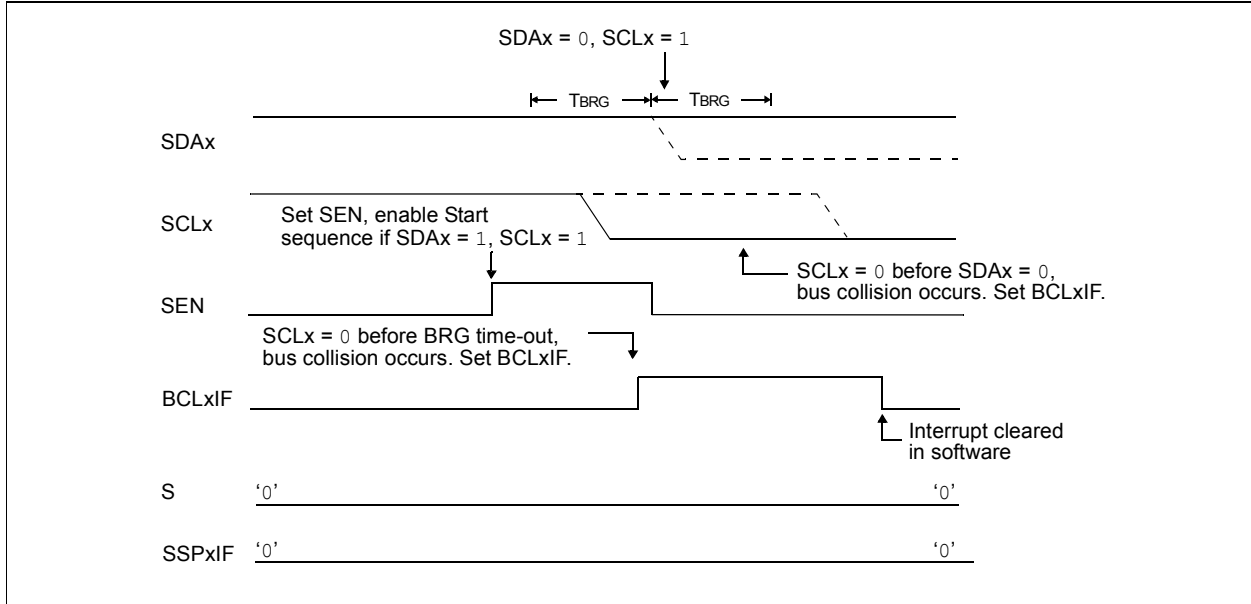 SDAx = 0, SCLx = 1
TBRG TBRG
SDAx
SCLx
Set SEN, enable Start
sequence if SDAx = 1, SCLx = 1
SCLx = 0 before SDAx = 0,
bus collision occurs. Set BCLxIF.
SEN
SCLx = 0 before BRG time-out,
bus collision occurs. Set BCLxIF.
BCLxIF
Interrupt cleared
in software
S ‘0’ ‘0’
SSPxIF ‘0’ ‘0’